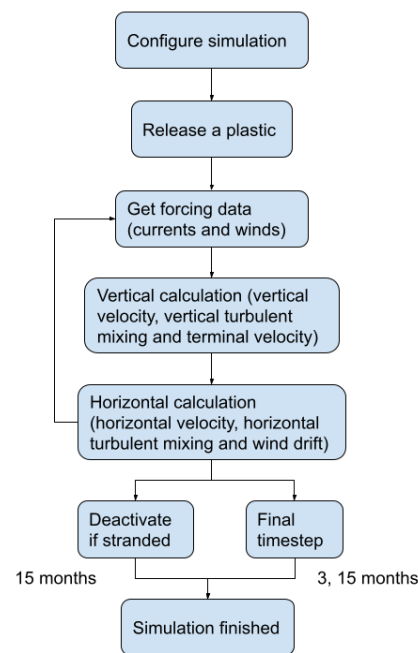 Configure simulation
Release a plastic
Get forcing data
(currents and winds)
Vertical calculation (vertical
velocity, vertical turbulent
mixing and terminal velocity)
Horizontal calculation
(horizontal velocity, horizontal
turbulent mixing and wind drift)
Deactivate
if stranded
Final
timestep
15 months
3, 15 months
Simulation finished